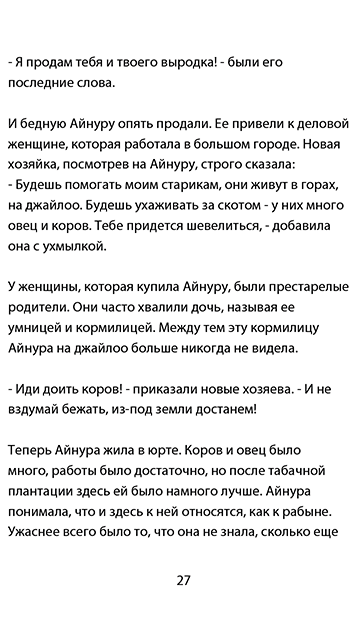 - Я продам тебя и твоего выродка! - были его
последние слова.
И бедную Айнуру опять продали. Ее привели к деловой
женщине, которая работала в большом городе. Новая
хозяйка, посмотрев на Айнуру, строго сказала:
- Будешь помогать моим старикам, они живут в горах,
на джайлоо. Будешь ухаживать за скотом - у них много
овец и коров. Тебе придется шевелиться, - добавила
она с ухмылкой.
У женщины, которая купила Айнуру, были престарелые
родители. Они часто хвалили дочь, называя ее
умницей и кормилицей. Между тем эту кормилицу
Айнура на джайлоо больше никогда не видела.
- Иди доить коров! - приказали новые хозяева. - И не
вздумай бежать, из-под земли достанем!
Теперь Айнура жила в юрте. Коров и овец было
много, работы было достаточно, но после табачной
плантации здесь ей было намного лучше. Айнура
понимала, что и здесь к ней относятся, как к рабыне.
Ужаснее всего было то, что она не знала, сколько еще
27